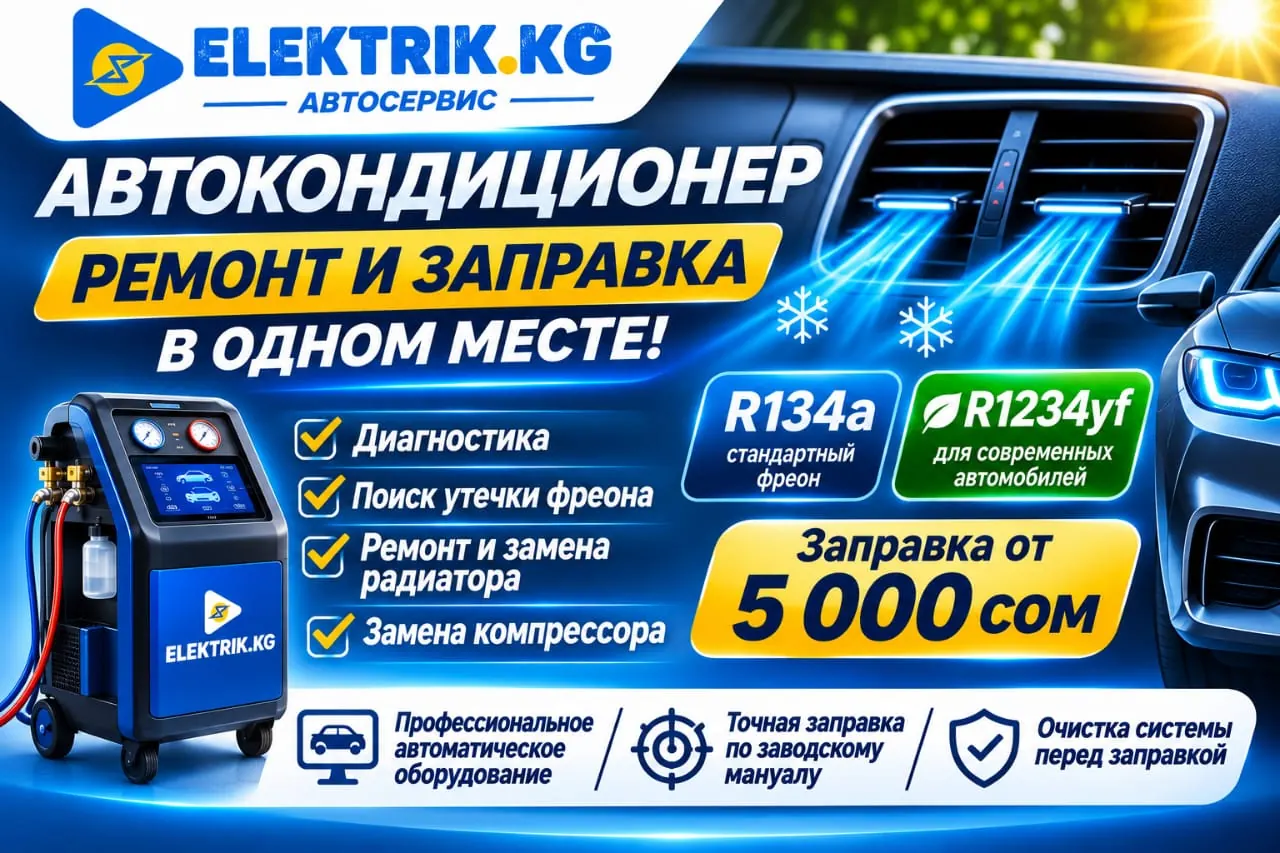 ELEKTRIK.KG
АВТОСЕРВИС
АВТОКОНДИЦИОНЕР
РЕМОНТ И ЗАПРАВКА
В ОДНОМ МЕСТЕ!
Диагностика
Поиск утечки фреона
Ремонт и замена
радиатора
Замена компрессора
R134a
стандартный
фреон
R1234yf
для современных
автомобилей
Заправка от
5 000 сом
ELEKTRIK.KG
Профессиональное
автоматическое
оборудование
Точная заправка
по заводскому
мануалу
Очистка системы
перед заправкой